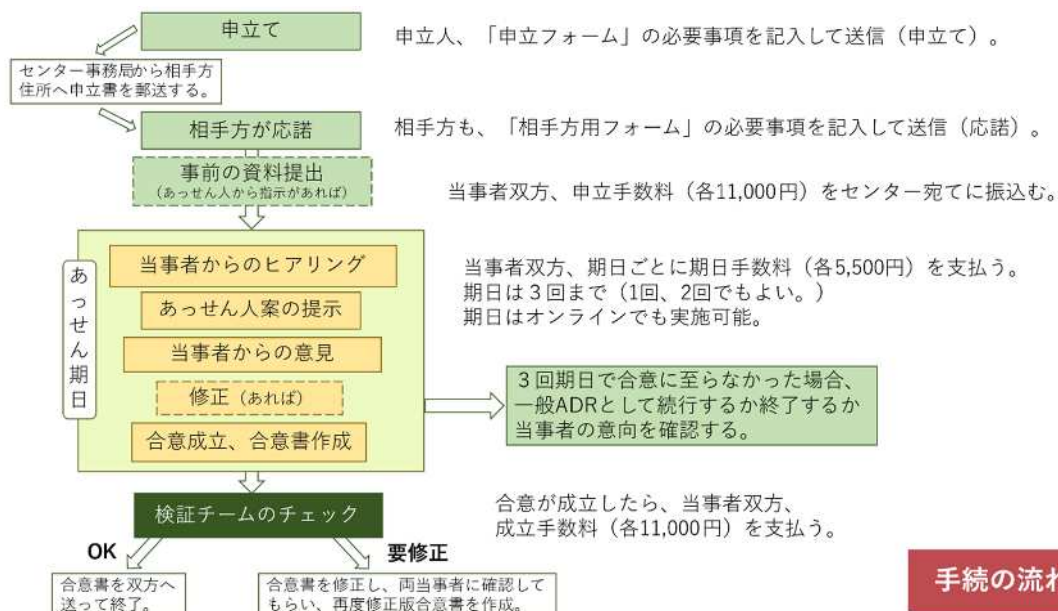 申立て
申立人、「申立フォーム」の必要事項を記入して送信（申立て）。
センター事務局から相手方
住所へ申立書を郵送する。
相手方が応諾
相手方も、「相手方用フォーム」の必要事項を記入して送信（応諾）。
事前の資料提出
（あっせん人から指示があれば）
当事者双方、申立手数料（各11,000円）をセンター宛てに振込む。
あっせん期日
当事者からのヒアリング
あっせん人案の提示
当事者からの意見
修正（あれば）
合意成立、合意書作成
当事者双方、期日ごとに期日手数料（各5,500円）を支払う。
期日は３回まで（1回、2回でもよい。）
期日はオンラインでも実施可能。
３回期日で合意に至らなかった場合、
一般ADRとして続行するか終了するか
当事者の意向を確認する。
検証チームのチェック
合意が成立したら、当事者双方、
成立手数料（各11,000円）を支払う。
OK
要修正
合意書を双方へ
送って終了。
合意書を修正し、両当事者に確認して
もらい、再度修正版合意書を作成。
手続の流れ